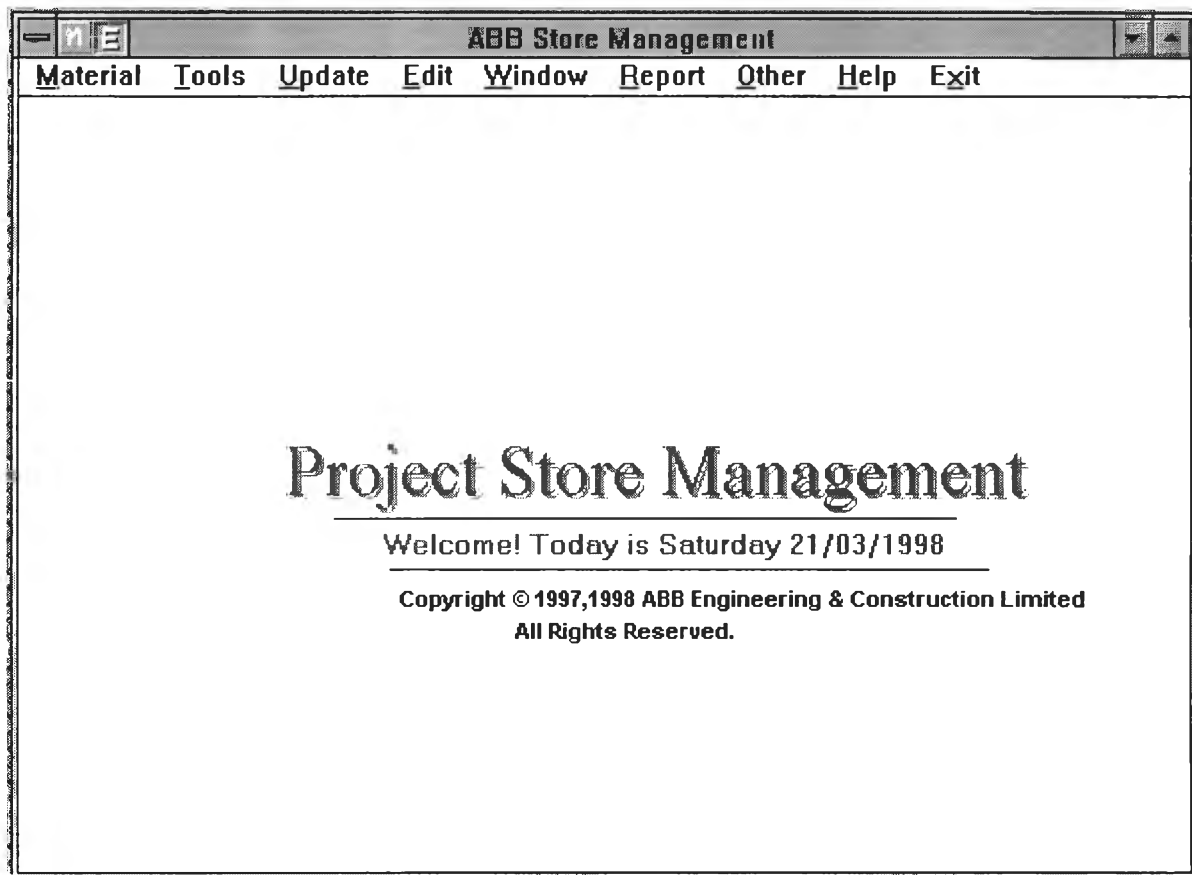 n E ABB Store Management
Material Tools Update Edit Window Report Other Help Exit
Project Store Management
Welcome! Today is Saturday 21/03/1998
Copyright © 1997,1998 ABB Engineering & Construction Limited
All Rights Reserved.